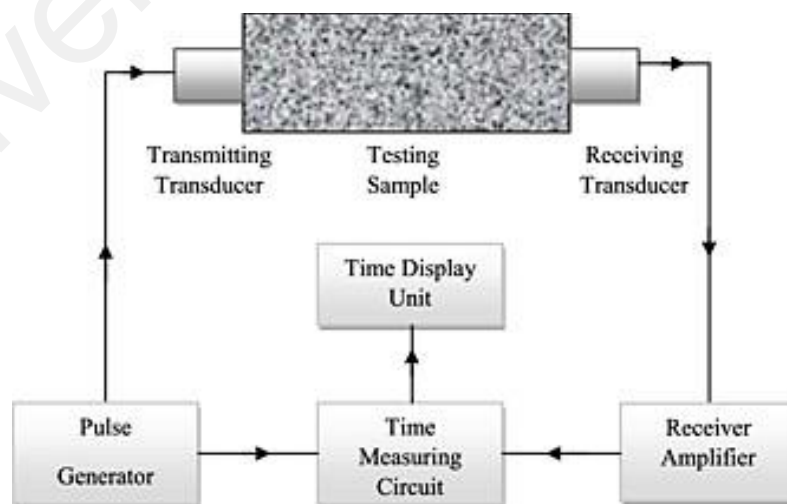 Transmitting
Transducer
Testing
Sample
Receiving
Transducer
Time Display
Unit
Pulse
Generator
Time
Measuring
Circuit
Receiver
Amplifier